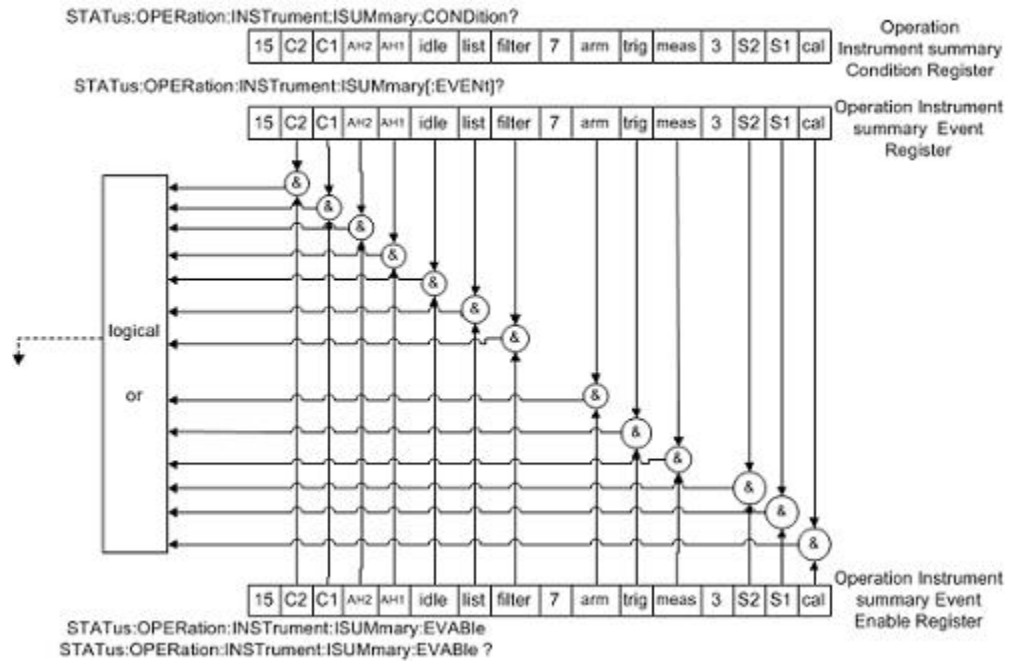 STATus:OPERation:INSTrument:ISUMmary:CONDition?
15 C2 C1 AH2 AH1 idle list filter 7 arm trig meas 3 S2 S1 cal
Operation
Instrument summary
Condition Register
STATus:OPERation:INSTrument:ISUMmary[:EVENt]?
15 C2 C1 AH2 AH1 idle list filter 7 arm trig meas 3 S2 S1 cal
Operation Instrument
summary Event
Register
&
&
&
&
&
&
&
logical
or
&
&
&
&
&
&
15 C2 C1 AH2 AH1 idle list filter 7 arm trig meas 3 S2 S1 cal
Operation Instrument
summary Event
Enable Register
STATus:OPERation:INSTrument:ISUMmary:EVABle
STATus:OPERation:INSTrument:ISUMmary:EVABle ?